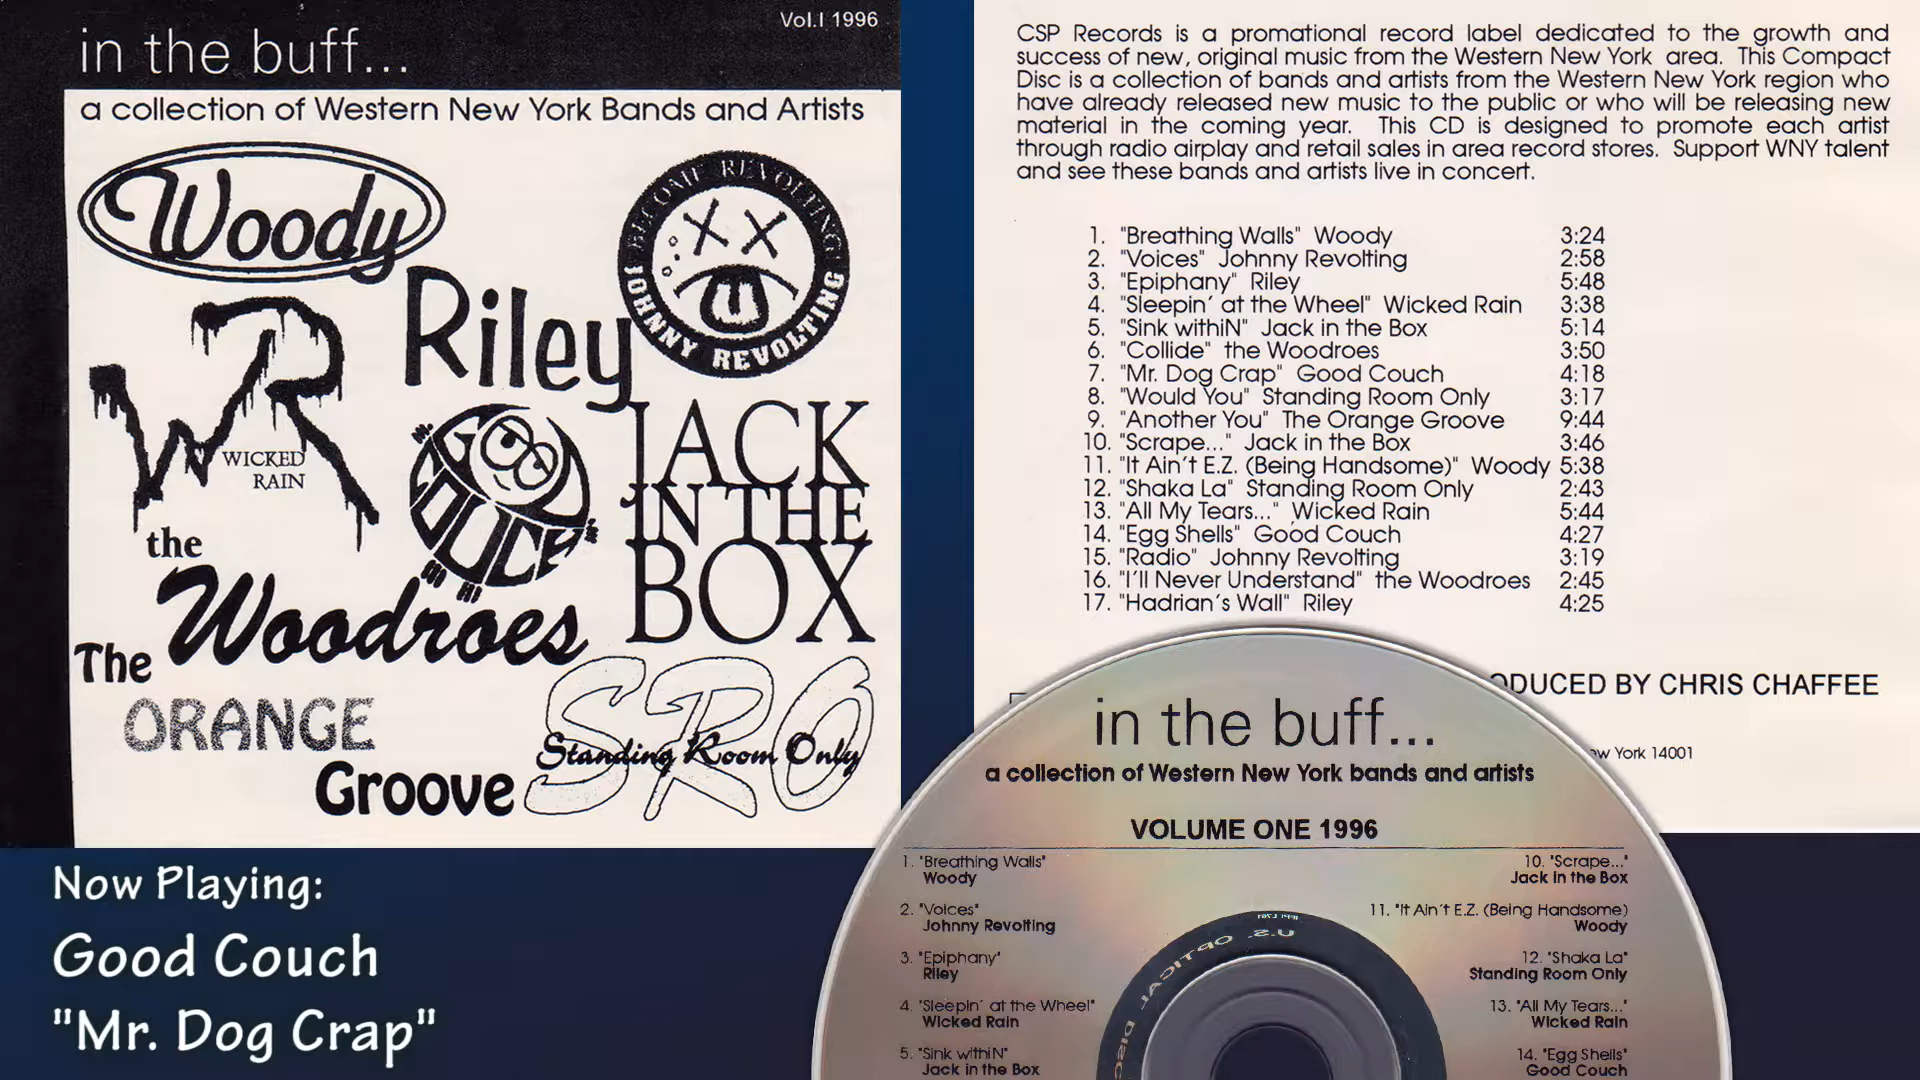 Vol.I 1996
in the buff...
a collection of Western New York Bands and Artists
Woody
BECOME REVOLTING
JOHNNY REVOLTING
Riley
WR
WICKED
RAIN
GOOD
COUCH
JACK
IN THE
BOX
the
Woodroes
The
ORANGE
Groove
SRO
Standing Room Only
Now Playing:
Good Couch
"Mr. Dog Crap"
CSP Records is a promotional record label dedicated to the growth and
success of new, original music from the Western New York area. This Compact
Disc is a collection of bands and artists from the Western New York region who
have already released new music to the public or who will be releasing new
material in the coming year. This CD is designed to promote each artist
through radio airplay and retail sales in area record stores. Support WNY talent
and see these bands and artists live in concert.
1. "Breathing Walls" Woody 3:24
2. "Voices" Johnny Revolting 2:58
3. "Epiphany" Riley 5:48
4. "Sleepin' at the Wheel" Wicked Rain 3:38
5. "Sink withiN" Jack in the Box 5:14
6. "Collide" the Woodroes 3:50
7. "Mr. Dog Crap" Good Couch 4:18
8. "Would You" Standing Room Only 3:17
9. "Another You" The Orange Groove 9:44
10. "Scrape..." Jack in the Box 3:46
11. "It Ain't E.Z. (Being Handsome)" Woody 5:38
12. "Shaka La" Standing Room Only 2:43
13. "All My Tears..." Wicked Rain 5:44
14. "Egg Shells" Good Couch 4:27
15. "Radio" Johnny Revolting 3:19
16. "I'll Never Understand" the Woodroes 2:45
17. "Hadrian's Wall" Riley 4:25
ODUCED BY CHRIS CHAFFEE
ew York 14001
in the buff...
a collection of Western New York bands and artists
VOLUME ONE 1996
1. "Breathing Walls"
Woody
2. "Voices"
Johnny Revolting
3. "Epiphany"
Riley
4. "Sleepin' at the Wheel"
Wicked Rain
5. "Sink withiN"
Jack in the Box
10. "Scrape..."
Jack in the Box
11. "It Ain't E.Z. (Being Handsome)
Woody
12. "Shaka La"
Standing Room Only
13. "All My Tears..."
Wicked Rain
14. "Egg Shells"
Good Couch
U.S. OPTICAL DISC